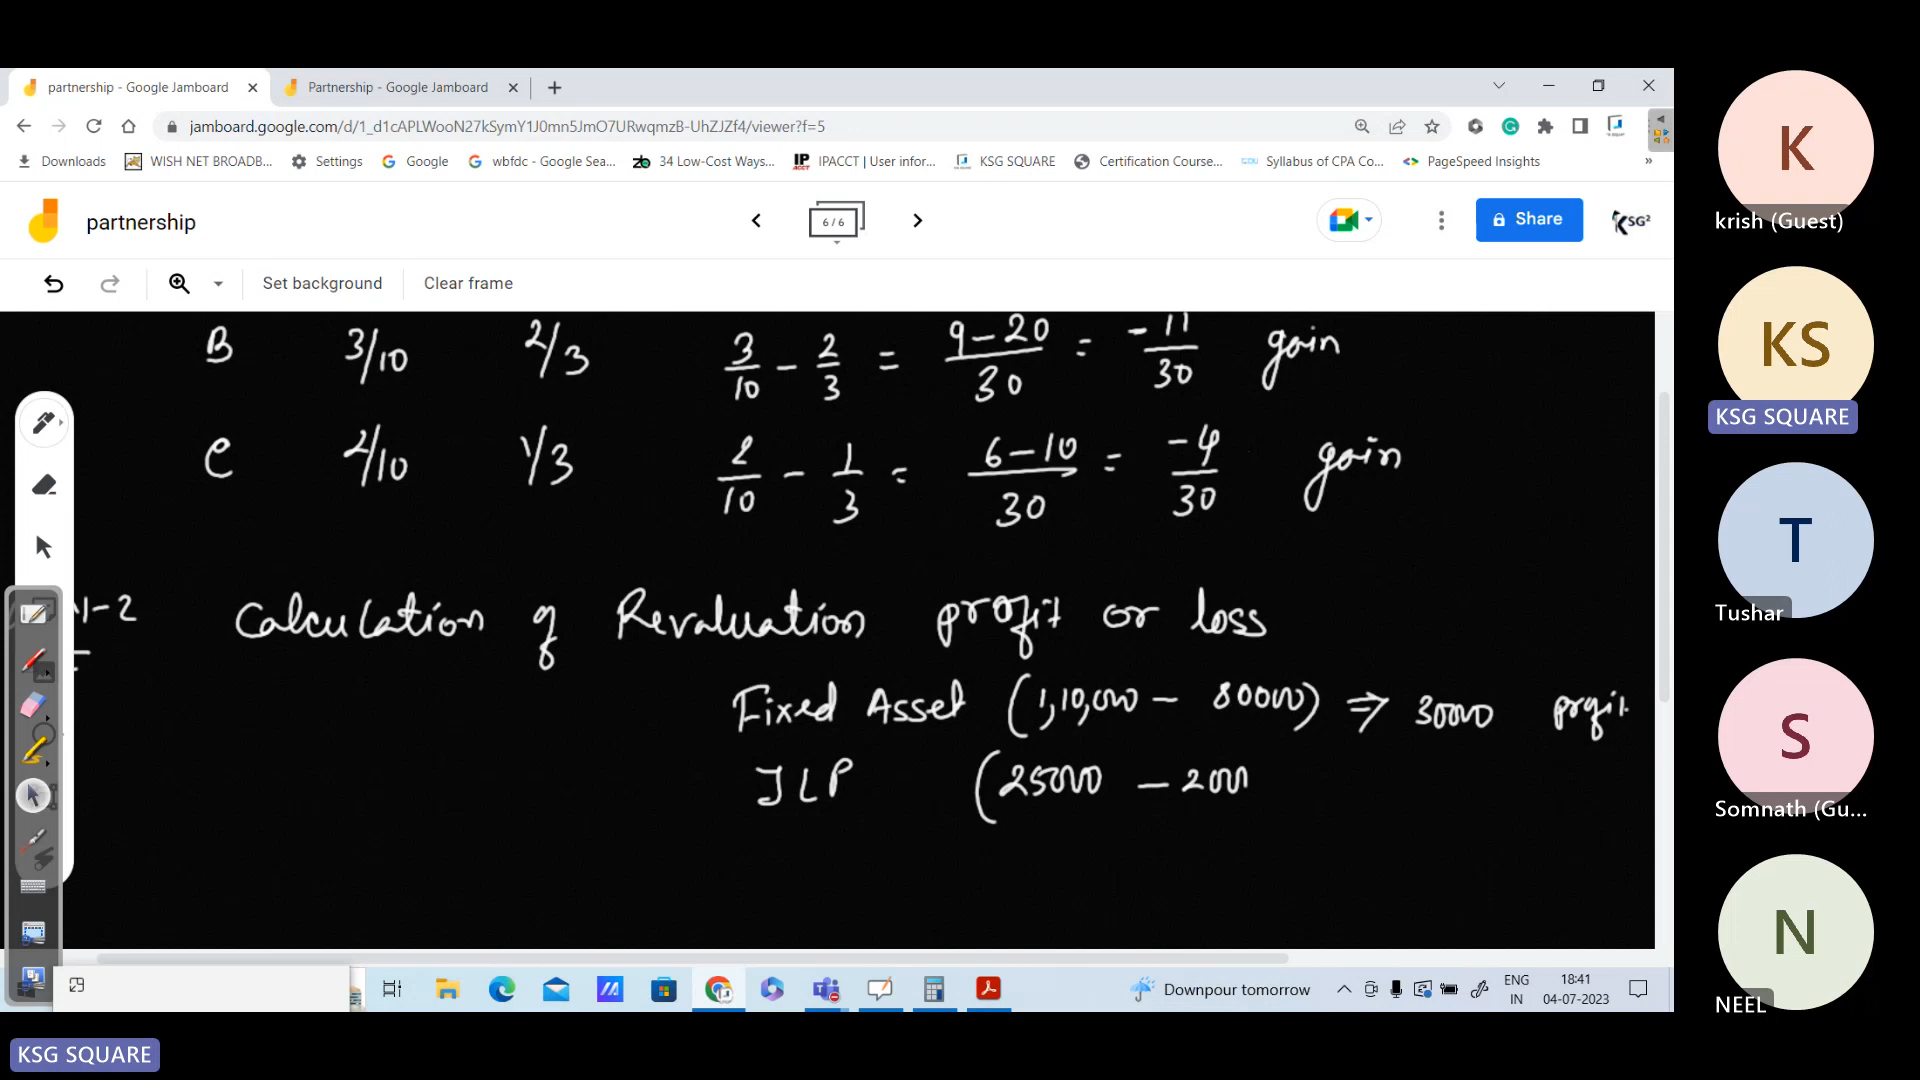 partnership - Google Jamboard
Partnership - Google Jamboard
jamboard.google.com/d/1_d1cAPLWooN27kSymY1J0mn5JmO7URwqmzB-UhZJZf4/viewer?f=5
Downloads WISH NET BROADB... Settings Google wbfdc - Google Sea... 34 Low-Cost Ways... IPACCT | User infor... KSG SQUARE Certification Course... Syllabus of CPA Co... PageSpeed Insights »
partnership
6 / 6
Share
KSG²
Set background
Clear frame
B 3/10 2/3 3/10 - 2/3 = 9-20/30 = -11/30 gain
C 2/10 1/3 2/10 - 1/3 = 6-10/30 = -4/30 gain
-2 Calculation of Revaluation profit or loss
Fixed Asset (1,10,000 - 80000) ⇒ 30000 profit
JLP (25000 - 2000
Downpour tomorrow
ENG
IN
18:41
04-07-2023
K
krish (Guest)
KS
KSG SQUARE
T
Tushar
S
Somnath (Gu...
N
NEEL
KSG SQUARE